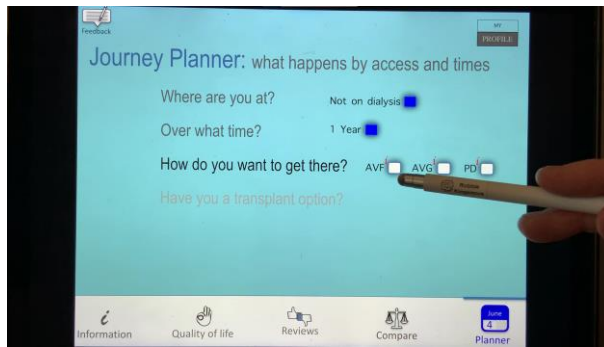 Feedback
MY
PROFILE
Journey Planner: what happens by access and times
Where are you at? Not on dialysis
Over what time? 1 Year
How do you want to get there? AVF AVG PD
Have you a transplant option?
i
Information
Quality of life
Reviews
Compare
June
4
Planner